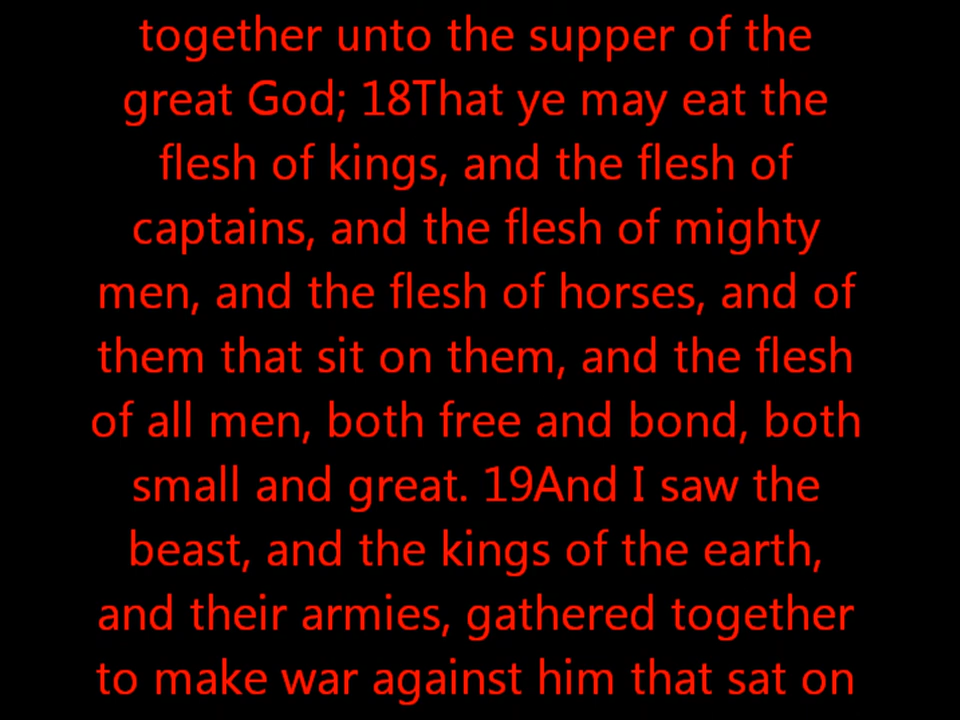 together unto the supper of the
great God; 18That ye may eat the
flesh of kings, and the flesh of
captains, and the flesh of mighty
men, and the flesh of horses, and of
them that sit on them, and the flesh
of all men, both free and bond, both
small and great. 19And I saw the
beast, and the kings of the earth,
and their armies, gathered together
to make war against him that sat on